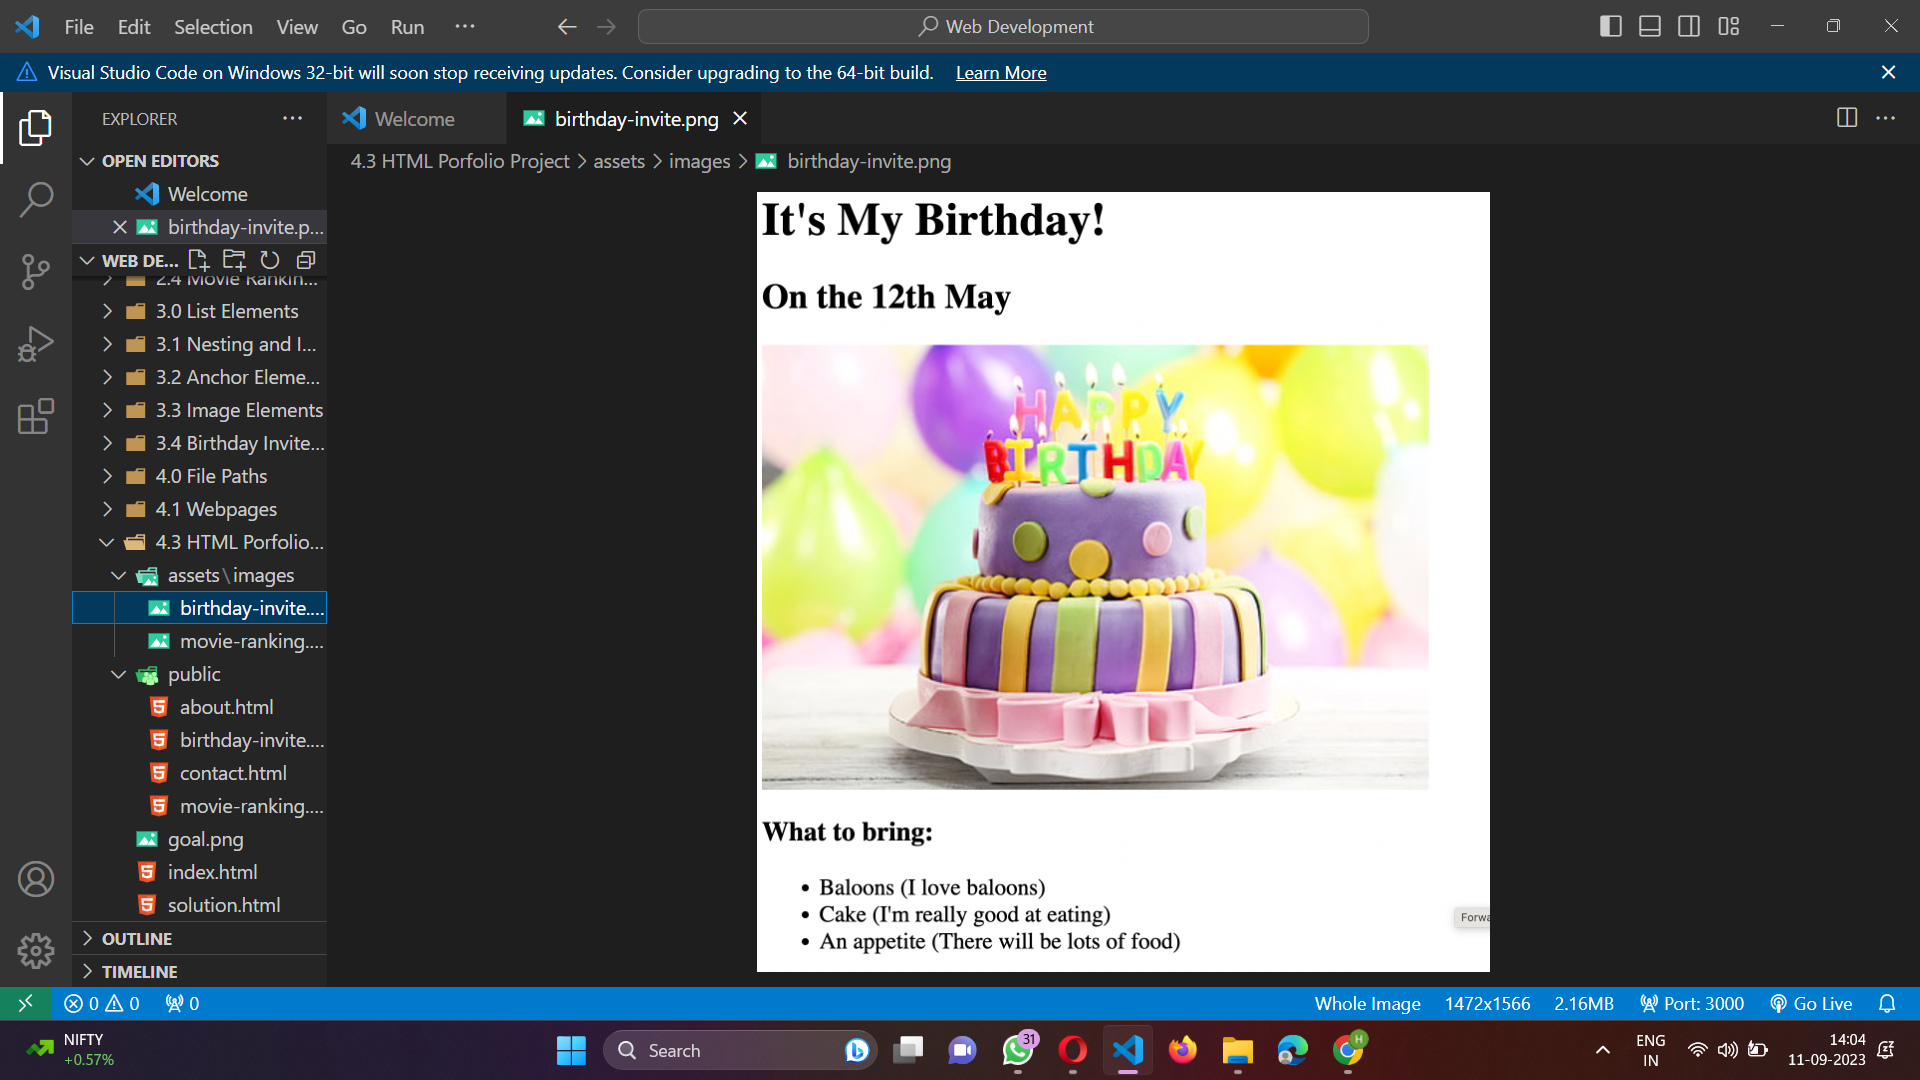 File Edit Selection View Go Run ··· Web Development
Visual Studio Code on Windows 32-bit will soon stop receiving updates. Consider upgrading to the 64-bit build. Learn More
EXPLORER ···
Welcome birthday-invite.png
OPEN EDITORS
Welcome
birthday-invite.p...
WEB DE...
2.4 Movie Rankin...
3.0 List Elements
3.1 Nesting and I...
3.2 Anchor Eleme...
3.3 Image Elements
3.4 Birthday Invite...
4.0 File Paths
4.1 Webpages
4.3 HTML Porfolio...
assets\images
birthday-invite....
movie-ranking....
public
about.html
birthday-invite....
contact.html
movie-ranking....
goal.png
index.html
solution.html
OUTLINE
TIMELINE
4.3 HTML Porfolio Project > assets > images > birthday-invite.png
It's My Birthday!
On the 12th May
HAPPY
BIRTHDAY
What to bring:
• Baloons (I love baloons)
• Cake (I'm really good at eating)
• An appetite (There will be lots of food)
0 0 0 Whole Image 1472x1566 2.16MB Port: 3000 Go Live
NIFTY
+0.57%
Search
31
H
ENG
IN
14:04
11-09-2023